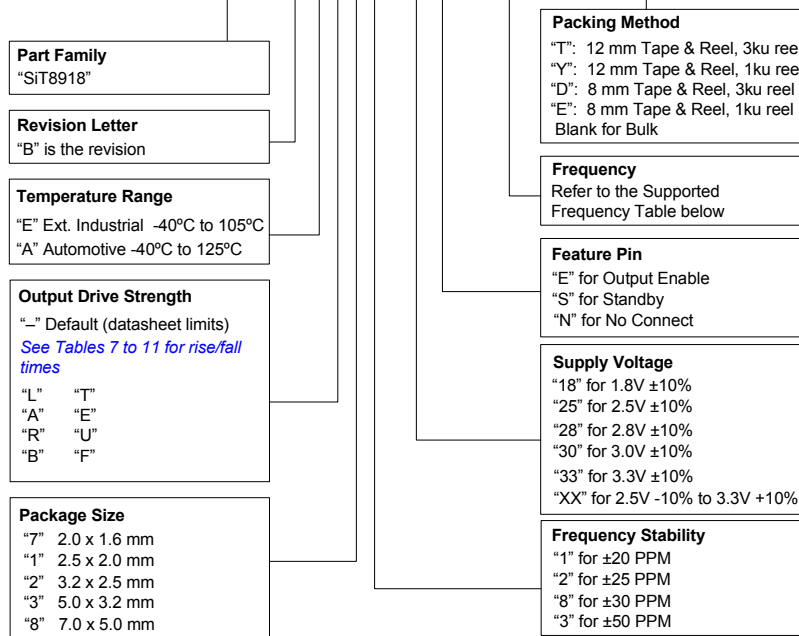 Part Family
“SiT8918”
Revision Letter
“B” is the revision
Temperature Range
“E” Ext. Industrial -40ºC to 105ºC
“A” Automotive -40ºC to 125ºC
Output Drive Strength
“–” Default (datasheet limits)
See Tables 7 to 11 for rise/fall
times
“L” “T”
“A” “E”
“R” “U”
“B” “F”
Package Size
“7” 2.0 x 1.6 mm
“1” 2.5 x 2.0 mm
“2” 3.2 x 2.5 mm
“3” 5.0 x 3.2 mm
“8” 7.0 x 5.0 mm
Packing Method
“T”: 12 mm Tape & Reel, 3ku reel
“Y”: 12 mm Tape & Reel, 1ku reel
“D”: 8 mm Tape & Reel, 3ku reel
“E”: 8 mm Tape & Reel, 1ku reel
Blank for Bulk
Frequency
Refer to the Supported
Frequency Table below
Feature Pin
“E” for Output Enable
“S” for Standby
“N” for No Connect
Supply Voltage
“18” for 1.8V ±10%
“25” for 2.5V ±10%
“28” for 2.8V ±10%
“30” for 3.0V ±10%
“33” for 3.3V ±10%
“XX” for 2.5V -10% to 3.3V +10%
Frequency Stability
“1” for ±20 PPM
“2” for ±25 PPM
“8” for ±30 PPM
“3” for ±50 PPM